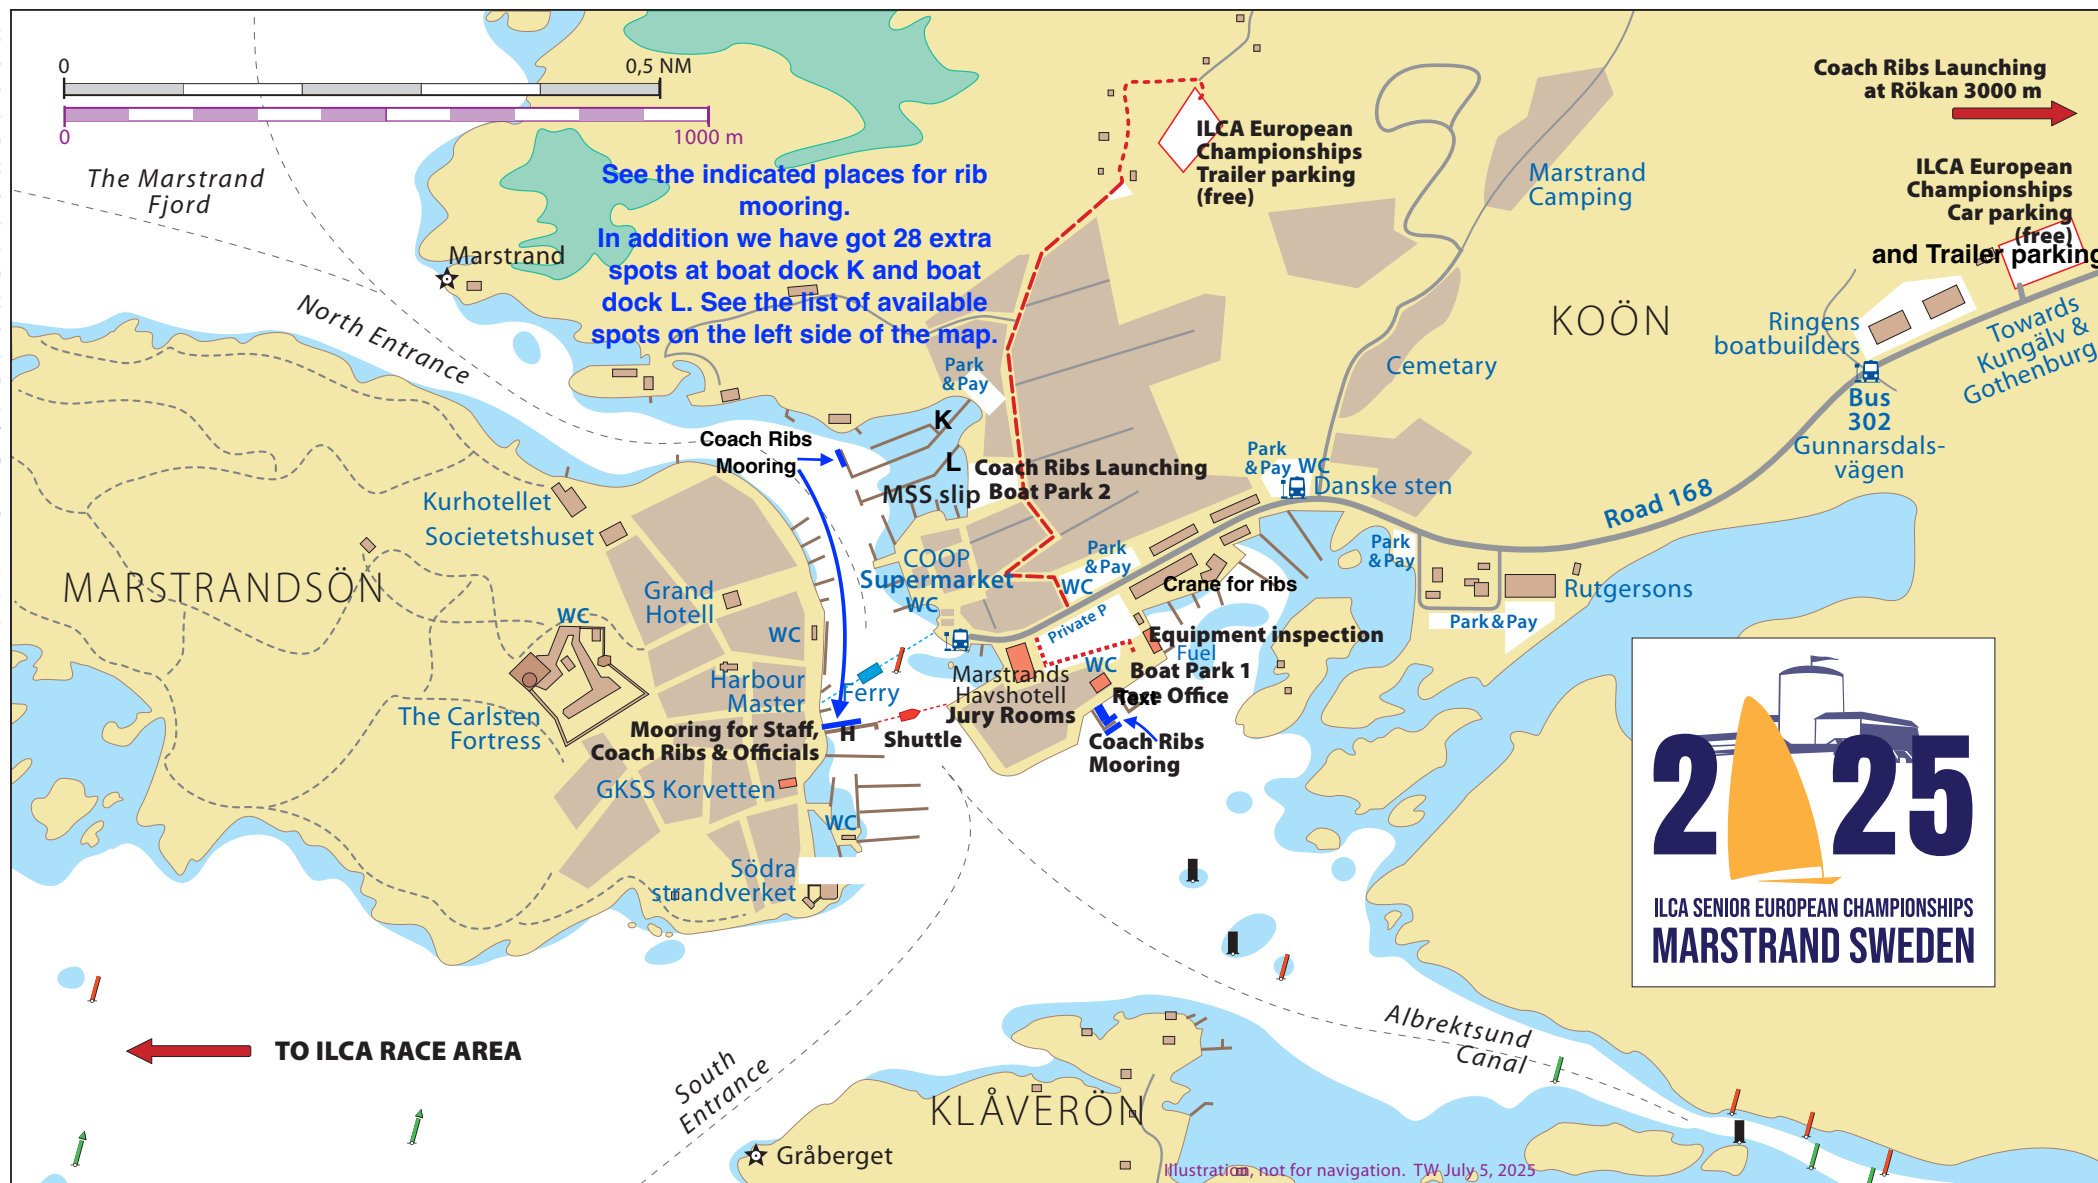 0
0,5 NM
0
1000 m
The Marstrand
Fjord
Coach Ribs Launching
at Rökan 3000 m
ILCA European
Championships
Trailer parking
(free)
See the indicated places for rib
mooring.
In addition we have got 28 extra
spots at boat dock K and boat
dock L. See the list of available
spots on the left side of the map.
Marstrand
Camping
ILCA European
Championships
Car parking
(free)
and Trailer parking
Marstrand
North Entrance
KOÖN
Ringens
boatbuilders
Towards
Kungälv &
Gothenburg
Park
& Pay
Cemetary
Bus
302
Gunnarsdals-
vägen
K
L
Coach Ribs
Mooring
Coach Ribs Launching
Boat Park 2
MSS slip
Park
& Pay
WC
Danske sten
Road 168
Kurhotellet
Societetshuset
MARSTRANDSÖN
COOP
Supermarket
WC
Park
& Pay
WC
Crane for ribs
Park
& Pay
Rutgersons
Park & Pay
Grand
Hotell
WC
WC
Private P
Equipment inspection
Fuel
WC
Boat Park 1
Text
Race Office
Marstrands
Havshotell
Jury Rooms
Harbour
Master
Ferry
The Carlsten
Fortress
Mooring for Staff,
Coach Ribs & Officials
H
Shuttle
Coach Ribs
Mooring
GKSS Korvetten
WC
Södra
strandverket
2 25
ILCA SENIOR EUROPEAN CHAMPIONSHIPS
MARSTRAND SWEDEN
TO ILCA RACE AREA
South
Entrance
Albrektsund
Canal
KLÅVERÖN
Gråberget
Illustration, not for navigation. TW July 5, 2025